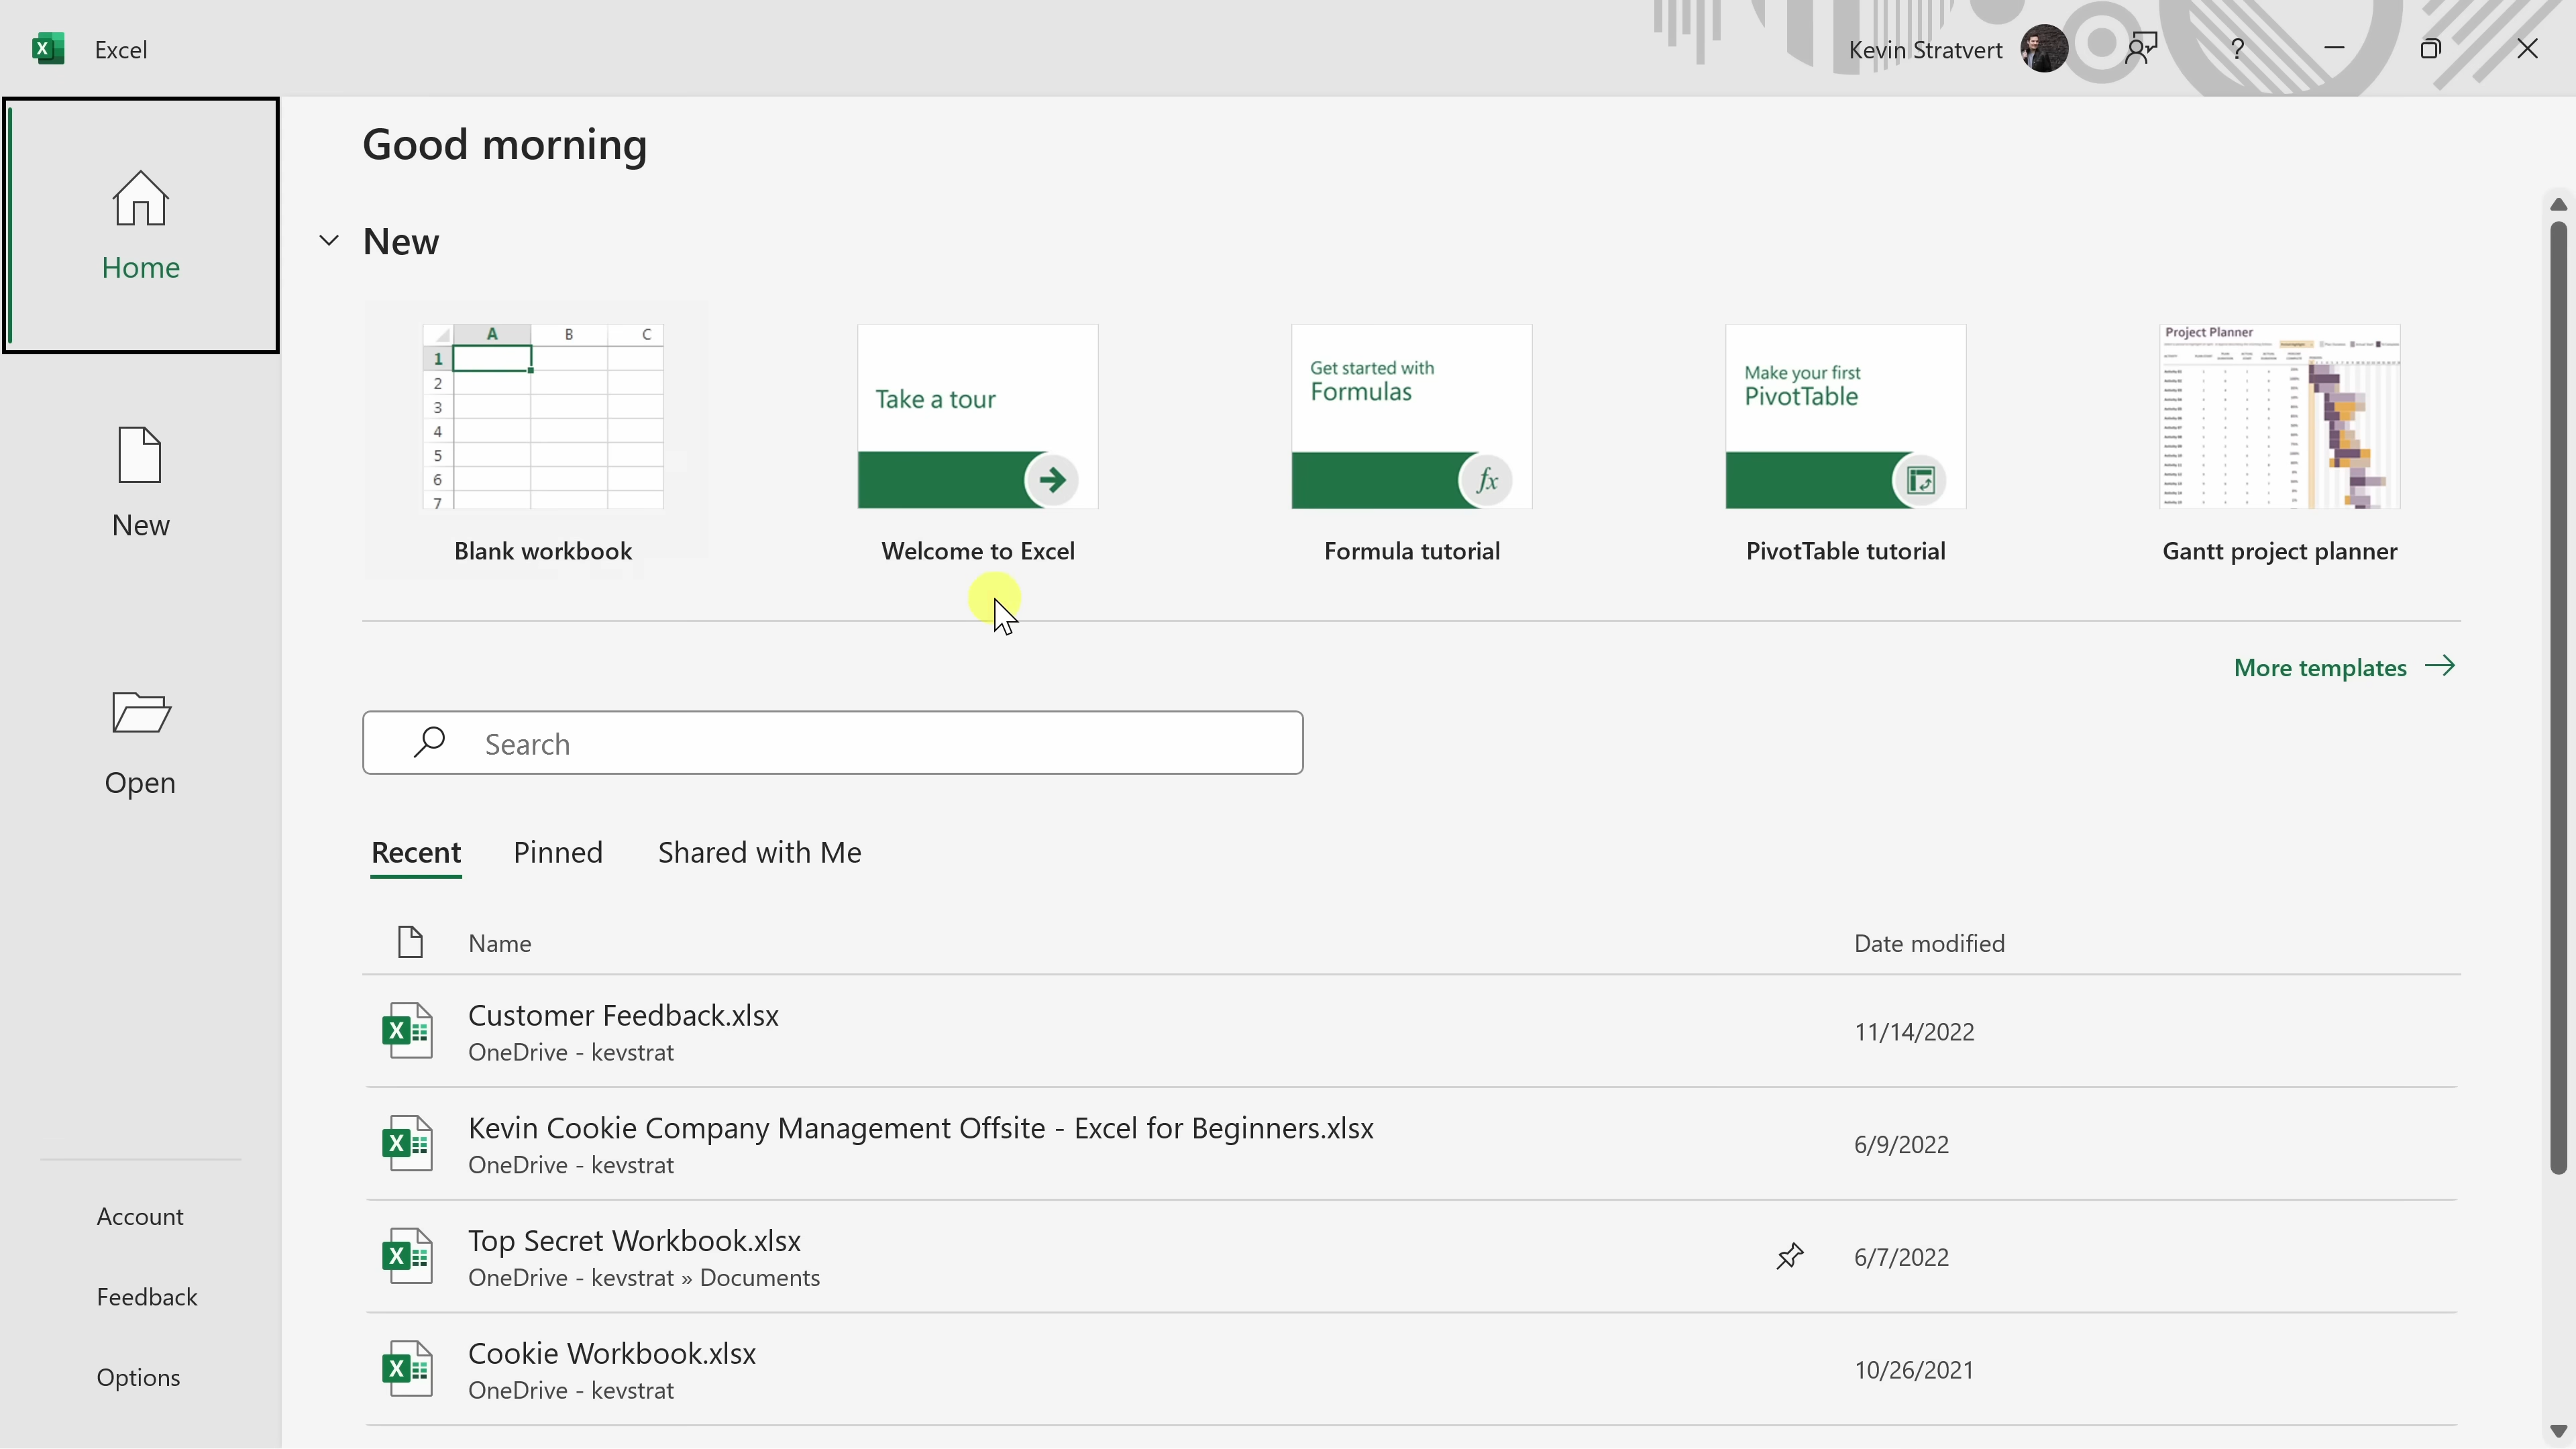 Excel
Kevin Stratvert
?
Home
New
Open
Account
Feedback
Options
Good morning
New
A B C
1
2
3
4
5
6
7
Blank workbook
Take a tour
Welcome to Excel
Get started with
Formulas
fx
Formula tutorial
Make your first
PivotTable
PivotTable tutorial
Project Planner
Gantt project planner
More templates
Search
Recent Pinned Shared with Me
Name Date modified
Customer Feedback.xlsx
OneDrive - kevstrat
11/14/2022
Kevin Cookie Company Management Offsite - Excel for Beginners.xlsx
OneDrive - kevstrat
6/9/2022
Top Secret Workbook.xlsx
OneDrive - kevstrat » Documents
6/7/2022
Cookie Workbook.xlsx
OneDrive - kevstrat
10/26/2021